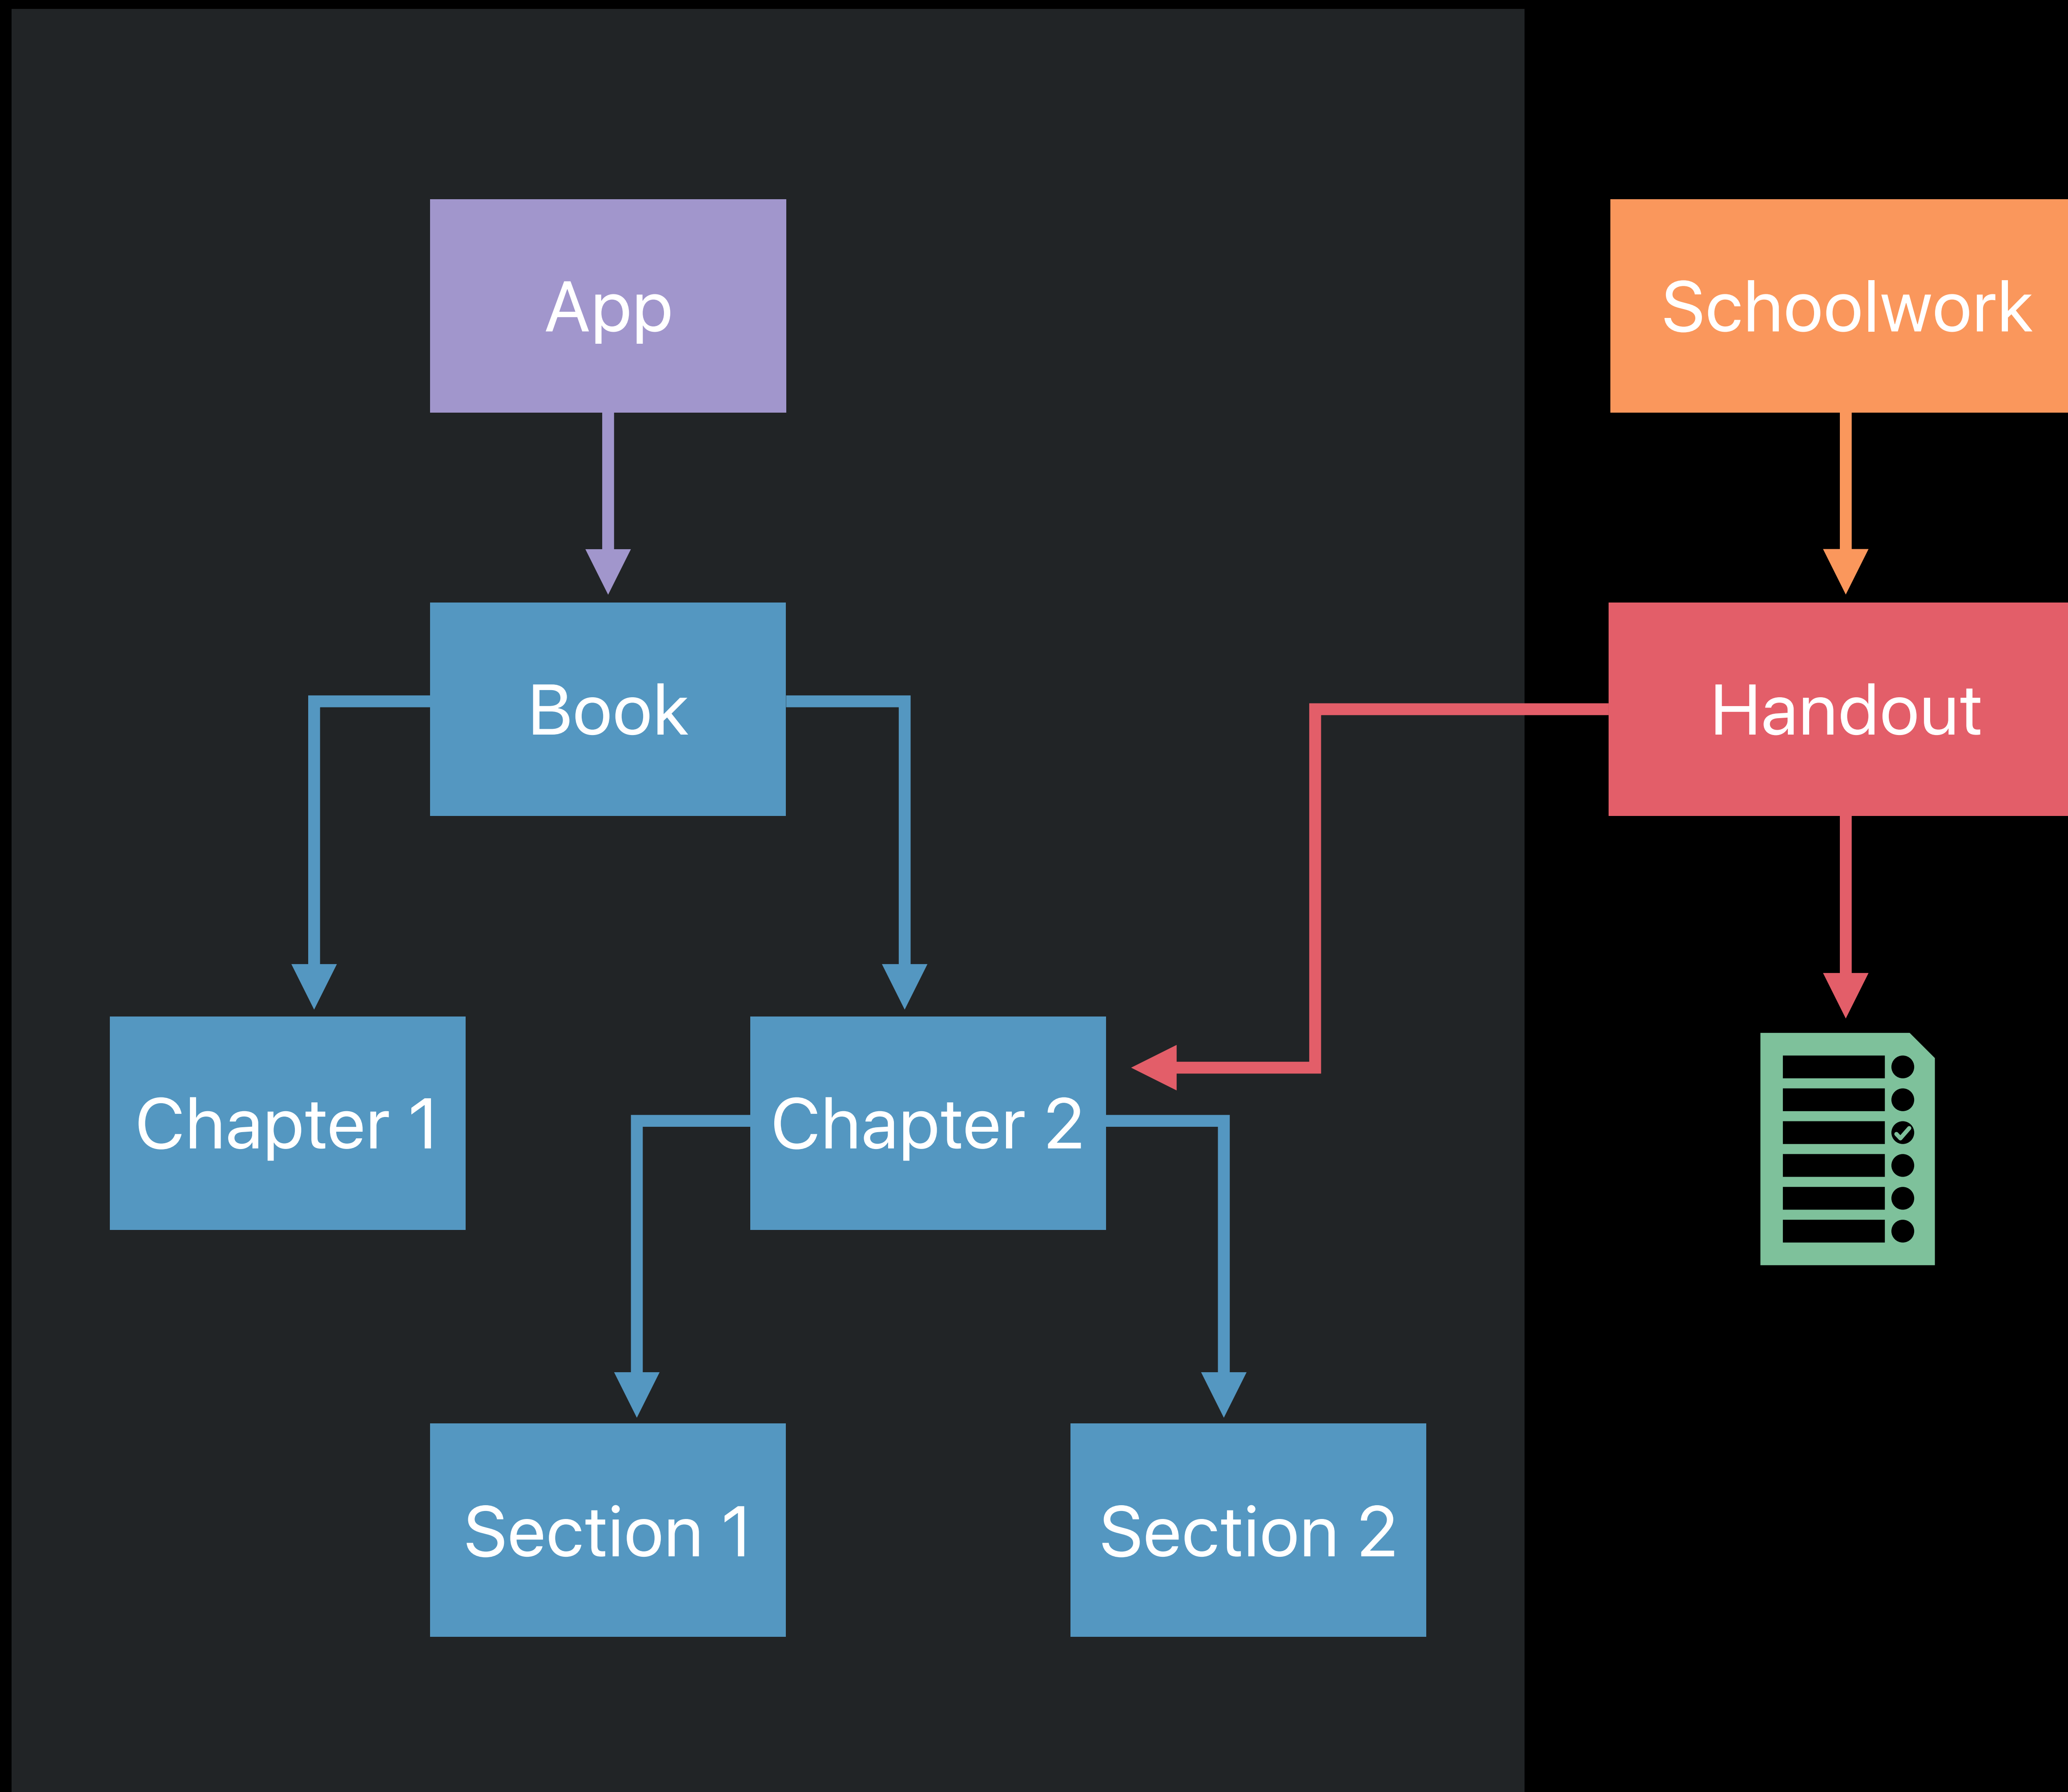 App
Schoolwork
Book
Handout
Chapter 1
Chapter 2
Section 1
Section 2